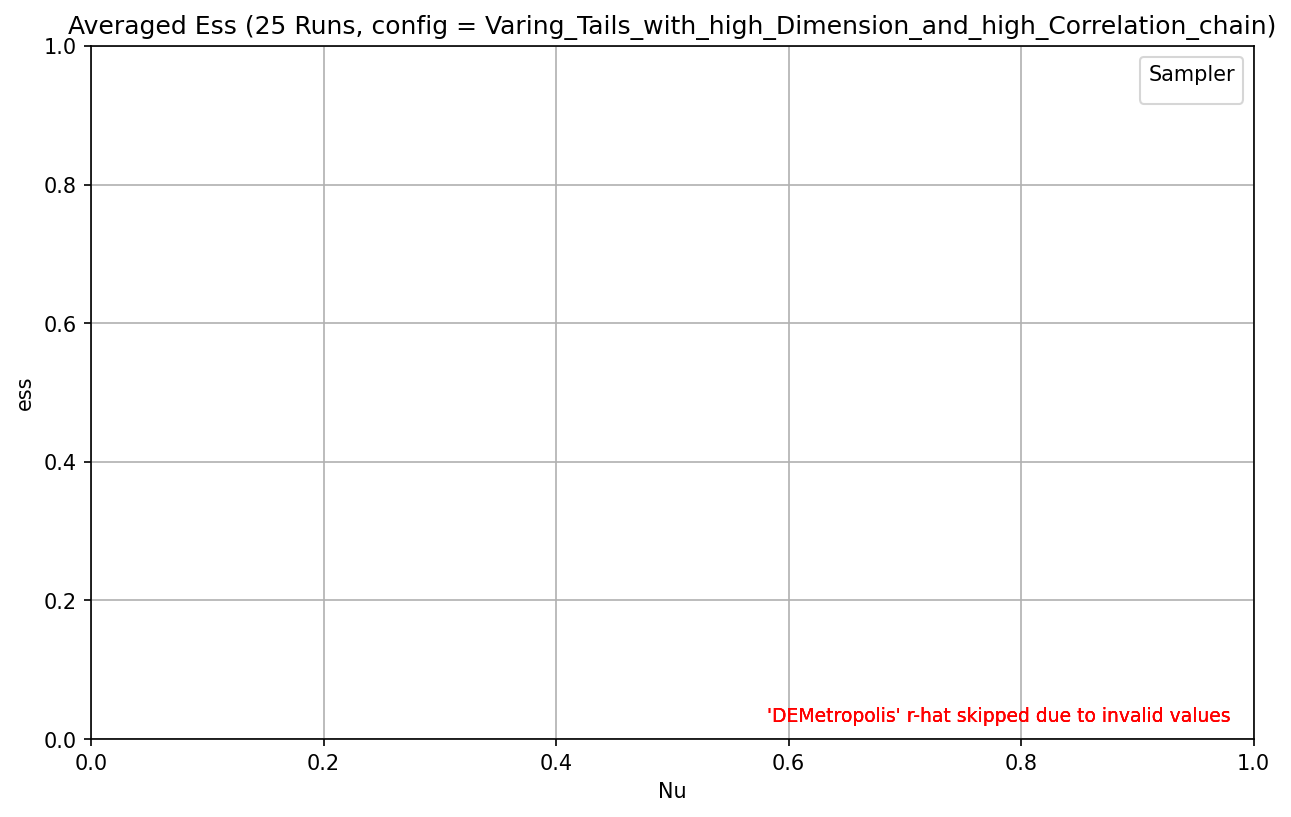 Averaged Ess (25 Runs, config = Varing_Tails_with_high_Dimension_and_high_Correlation_chain)
1.0
Sampler
0.8
0.6
ess
0.4
0.2
'DEMetropolis' r-hat skipped due to invalid values
0.0
0.0 0.2 0.4 0.6 0.8 1.0
Nu